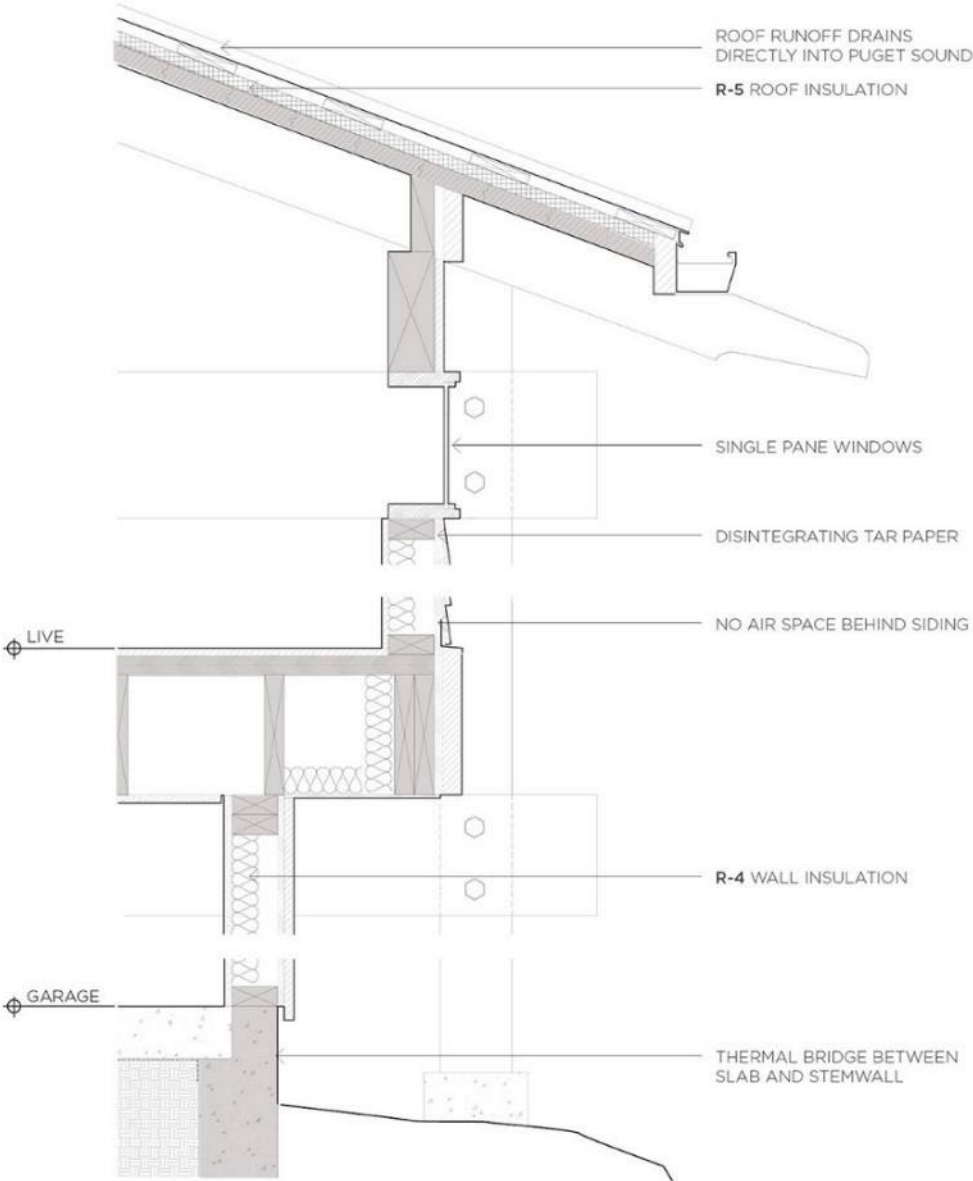 ROOF RUNOFF DRAINS
DIRECTLY INTO PUGET SOUND
R-5 ROOF INSULATION
SINGLE PANE WINDOWS
DISINTEGRATING TAR PAPER
NO AIR SPACE BEHIND SIDING
LIVE
R-4 WALL INSULATION
GARAGE
THERMAL BRIDGE BETWEEN
SLAB AND STEMWALL